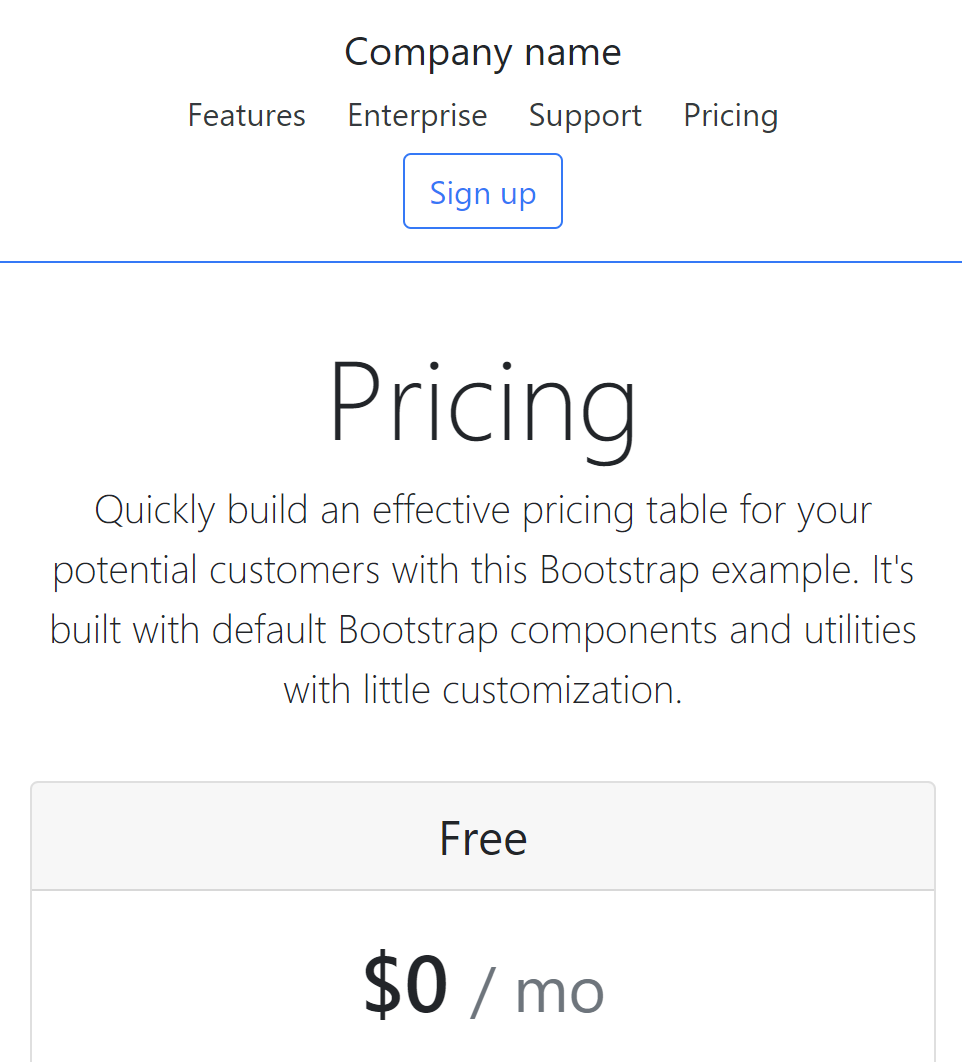 Company name
Features Enterprise Support Pricing
Sign up
Pricing
Quickly build an effective pricing table for your
potential customers with this Bootstrap example. It's
built with default Bootstrap components and utilities
with little customization.
Free
$0 / mo